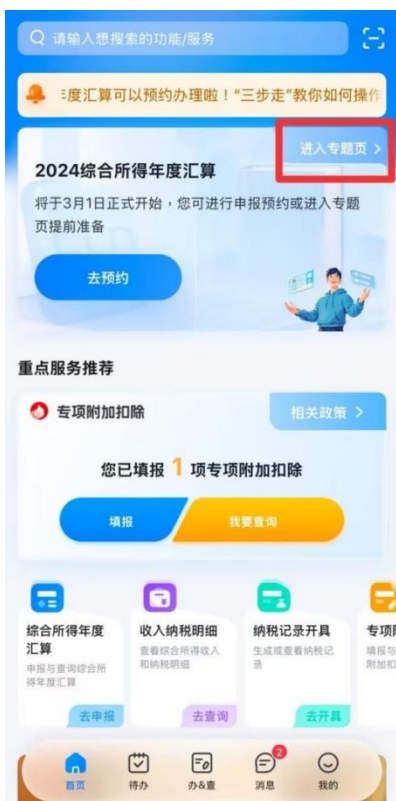 请输入想搜索的功能/服务
年度汇算可以预约办理啦！“三步走”教你如何操作
进入专题页 >
2024综合所得年度汇算
将于3月1日正式开始，您可进行申报预约或进入专题
页提前准备
去预约
重点服务推荐
专项附加扣除
相关政策 >
您已填报 1 项专项附加扣除
填报
我要查询
综合所得年度
汇算
申报与查询综合所
得年度汇算
去申报
收入纳税明细
查看综合所得收入
和纳税明细
去查询
纳税记录开具
生成或查看纳税记
录
去开具
专项
填报与
附加扣
首页
待办
办&查
2
消息
我的